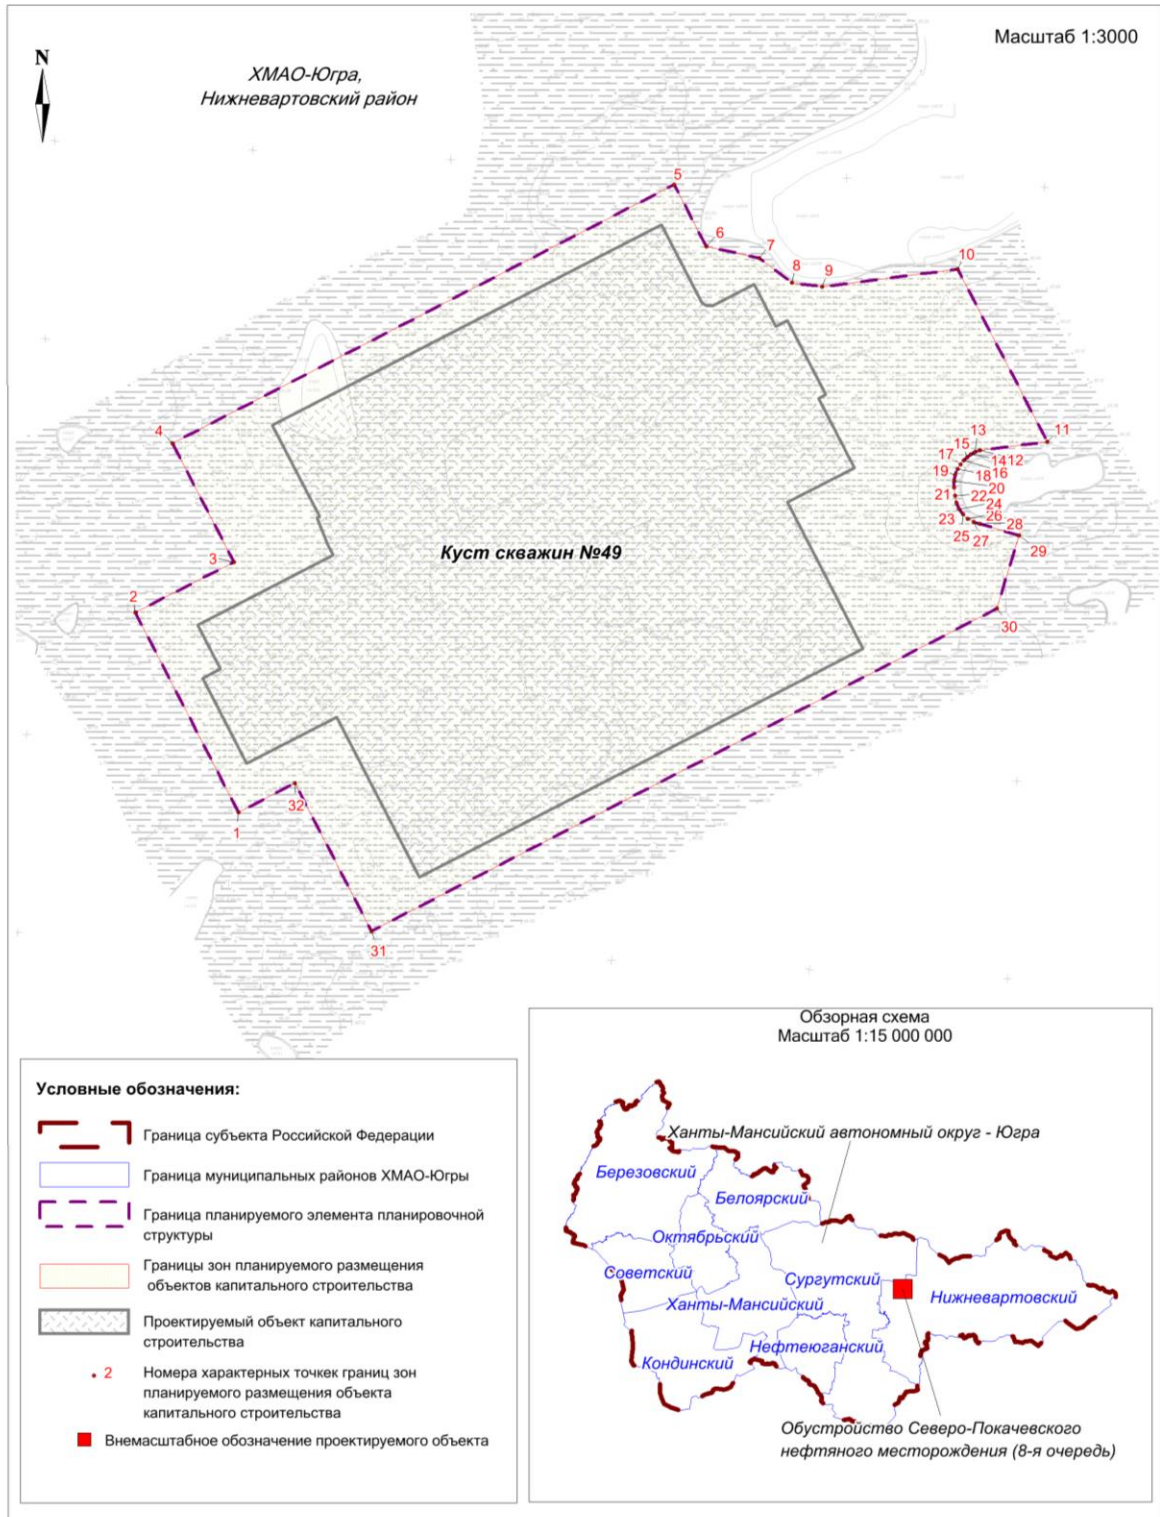 Масштаб 1:3000
N
ХМАО-Югра,
Нижневартовский район
5
6
7
8
9
10
4
11
13
15
17
14 12
16
18
19
20
21
22
24
23
26
28
25
27
29
3
2
Куст скважин №49
30
32
1
31
Обзорная схема
Масштаб 1:15 000 000
Ханты-Мансийский автономный округ - Югра
Березовский
Белоярский
Октябрьский
Советский
Сургутский
Ханты-Мансийский
Нижневартовский
Нефтеюганский
Кондинский
Обустройство Северо-Покачевского
нефтяного месторождения (8-я очередь)
Условные обозначения:
Граница субъекта Российской Федерации
Граница муниципальных районов ХМАО-Югры
Граница планируемого элемента планировочной
структуры
Границы зон планируемого размещения
объектов капитального строительства
Проектируемый объект капитального
строительства
2
Номера характерных точкек границ зон
планируемого размещения объекта
капитального строительства
Внемасштабное обозначение проектируемого объекта